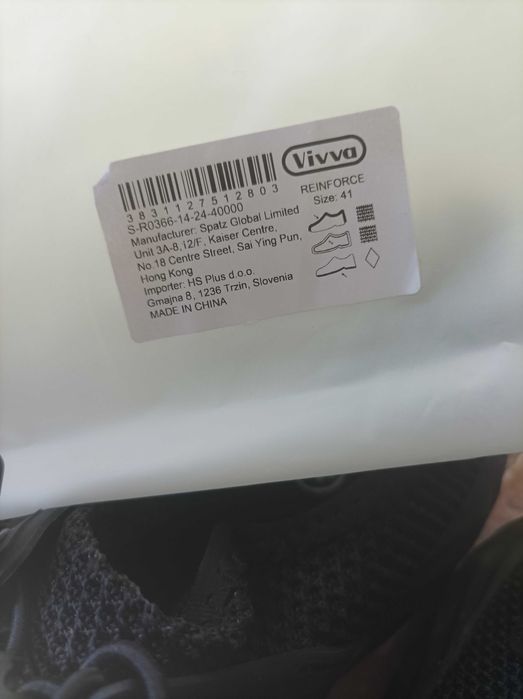 Vivva
3831127512803
S-R0366-14-24-40000
REINFORCE
Size: 41
Manufacturer: Spatz Global Limited
Unit 3A-8, 12/F, Kaiser Centre,
No 18 Centre Street, Sai Ying Pun,
Hong Kong
Importer: HS Plus d.o.o.
Gmajna 8, 1236 Trzin, Slovenia
MADE IN CHINA